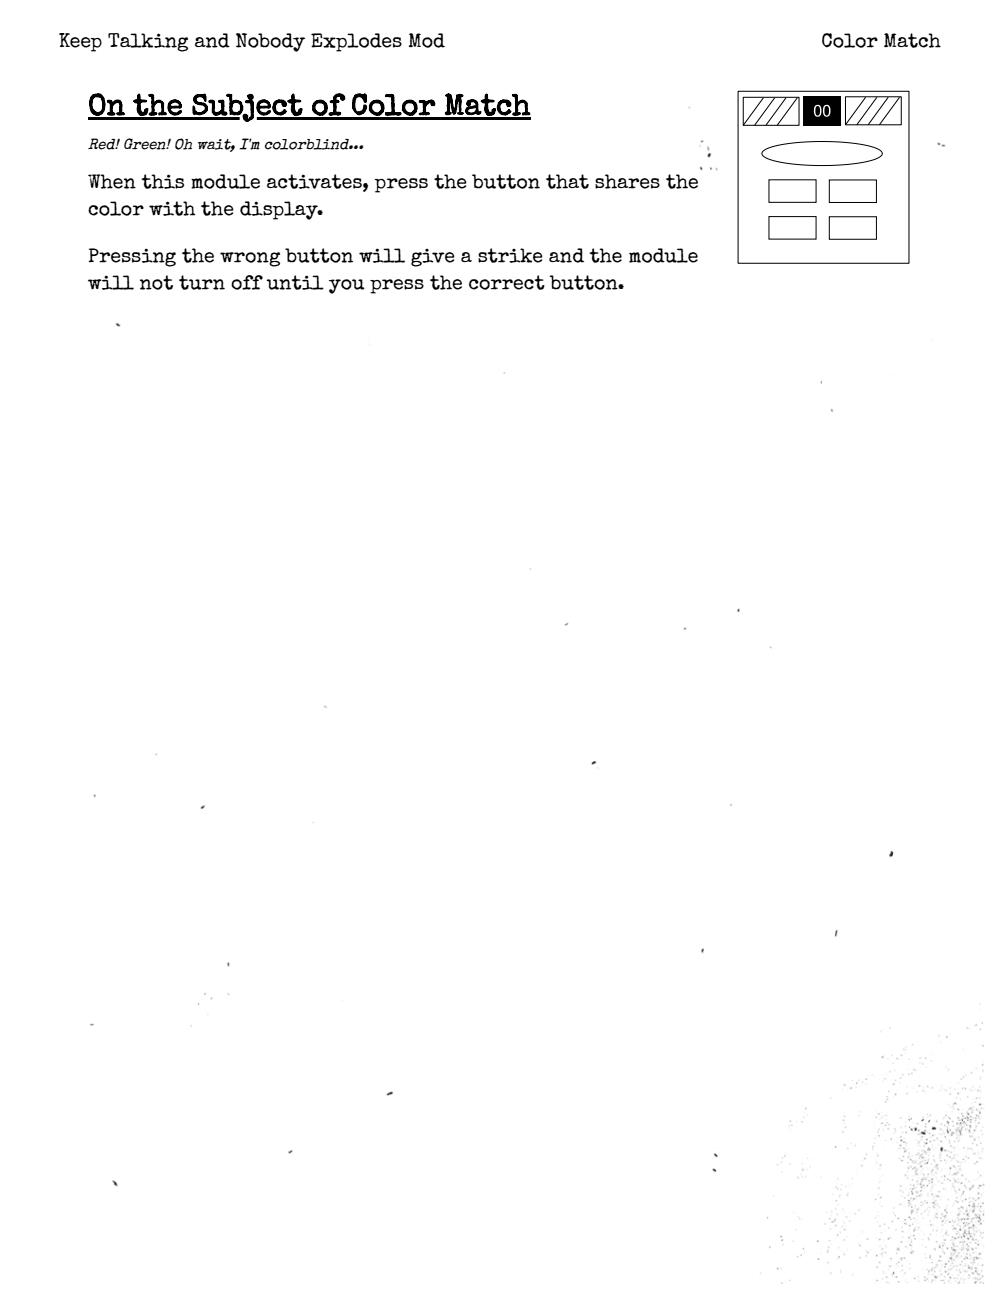 Keep Talking and Nobody Explodes Mod
Color Match
On the Subject of Color Match
Red! Green! Oh wait, I'm colorblind...
00
When this module activates, press the button that shares the
color with the display.
Pressing the wrong button will give a strike and the module
will not turn off until you press the correct button.